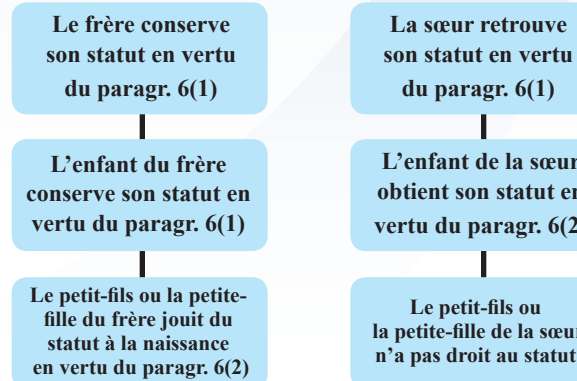 Le frère conserve
son statut en vertu
du paragr. 6(1)
L'enfant du frère
conserve son statut en
vertu du paragr. 6(1)
Le petit-fils ou la petite-
fille du frère jouit du
statut à la naissance
en vertu du paragr. 6(2)
La sœur retrouve
son statut en vertu
du paragr. 6(1)
L'enfant de la sœur
obtient son statut en
vertu du paragr. 6(2
Le petit-fils ou
la petite-fille de la sœur
n'a pas droit au statut